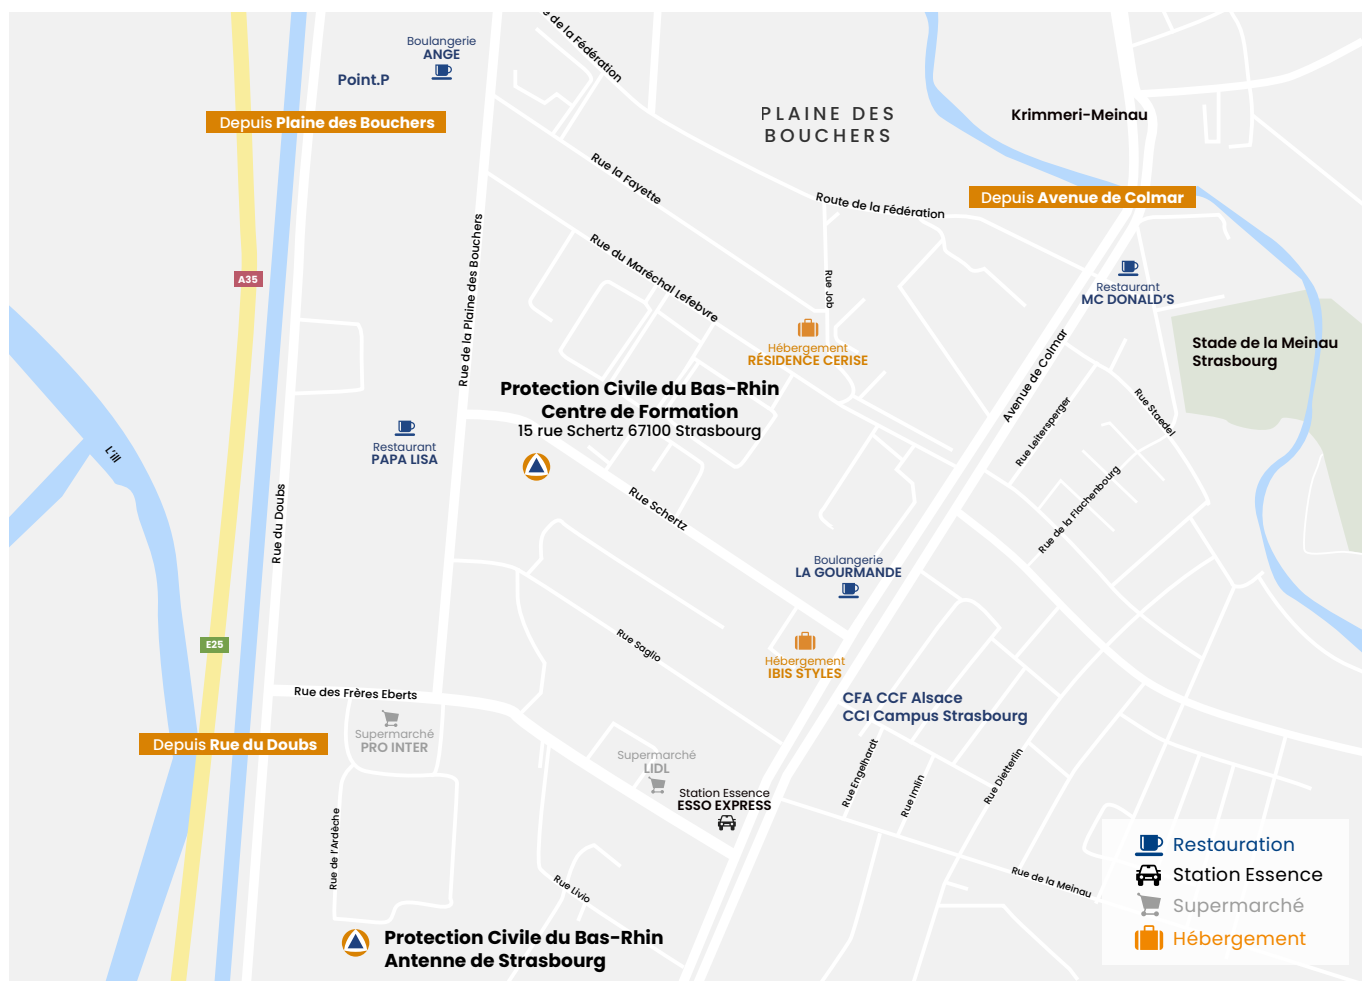 Boulangerie
ANGE
Point.P
de la Fédération
PLAINE DES
BOUCHERS
Krimmeri-Meinau
Depuis Plaine des Bouchers
Rue la Fayette
Depuis Avenue de Colmar
Route de la Fédération
Rue du Maréchal Lefebvre
Rue de la Plaine des Bouchers
A35
Rue Job
Restaurant
MC DONALD'S
Hébergement
RÉSIDENCE CERISE
Stade de la Meinau
Strasbourg
Avenue de Colmar
Protection Civile du Bas-Rhin
Centre de Formation
15 rue Schertz 67100 Strasbourg
Rue Leitersperger
Rue Staedel
Restaurant
PAPA LISA
L'ill
Rue du Doubs
Rue Schertz
Rue de la Flachenbourg
Boulangerie
LA GOURMANDE
E25
Rue Saglio
Hébergement
IBIS STYLES
Rue des Frères Eberts
CFA CCF Alsace
CCI Campus Strasbourg
Supermarché
PRO INTER
Depuis Rue du Doubs
Supermarché
LIDL
Station Essence
ESSO EXPRESS
Rue Engelhardt
Rue Imlin
Rue Dietterlin
Rue de l'Ardèche
Rue Livio
Rue de la Meinau
Restauration
Station Essence
Supermarché
Hébergement
Protection Civile du Bas-Rhin
Antenne de Strasbourg